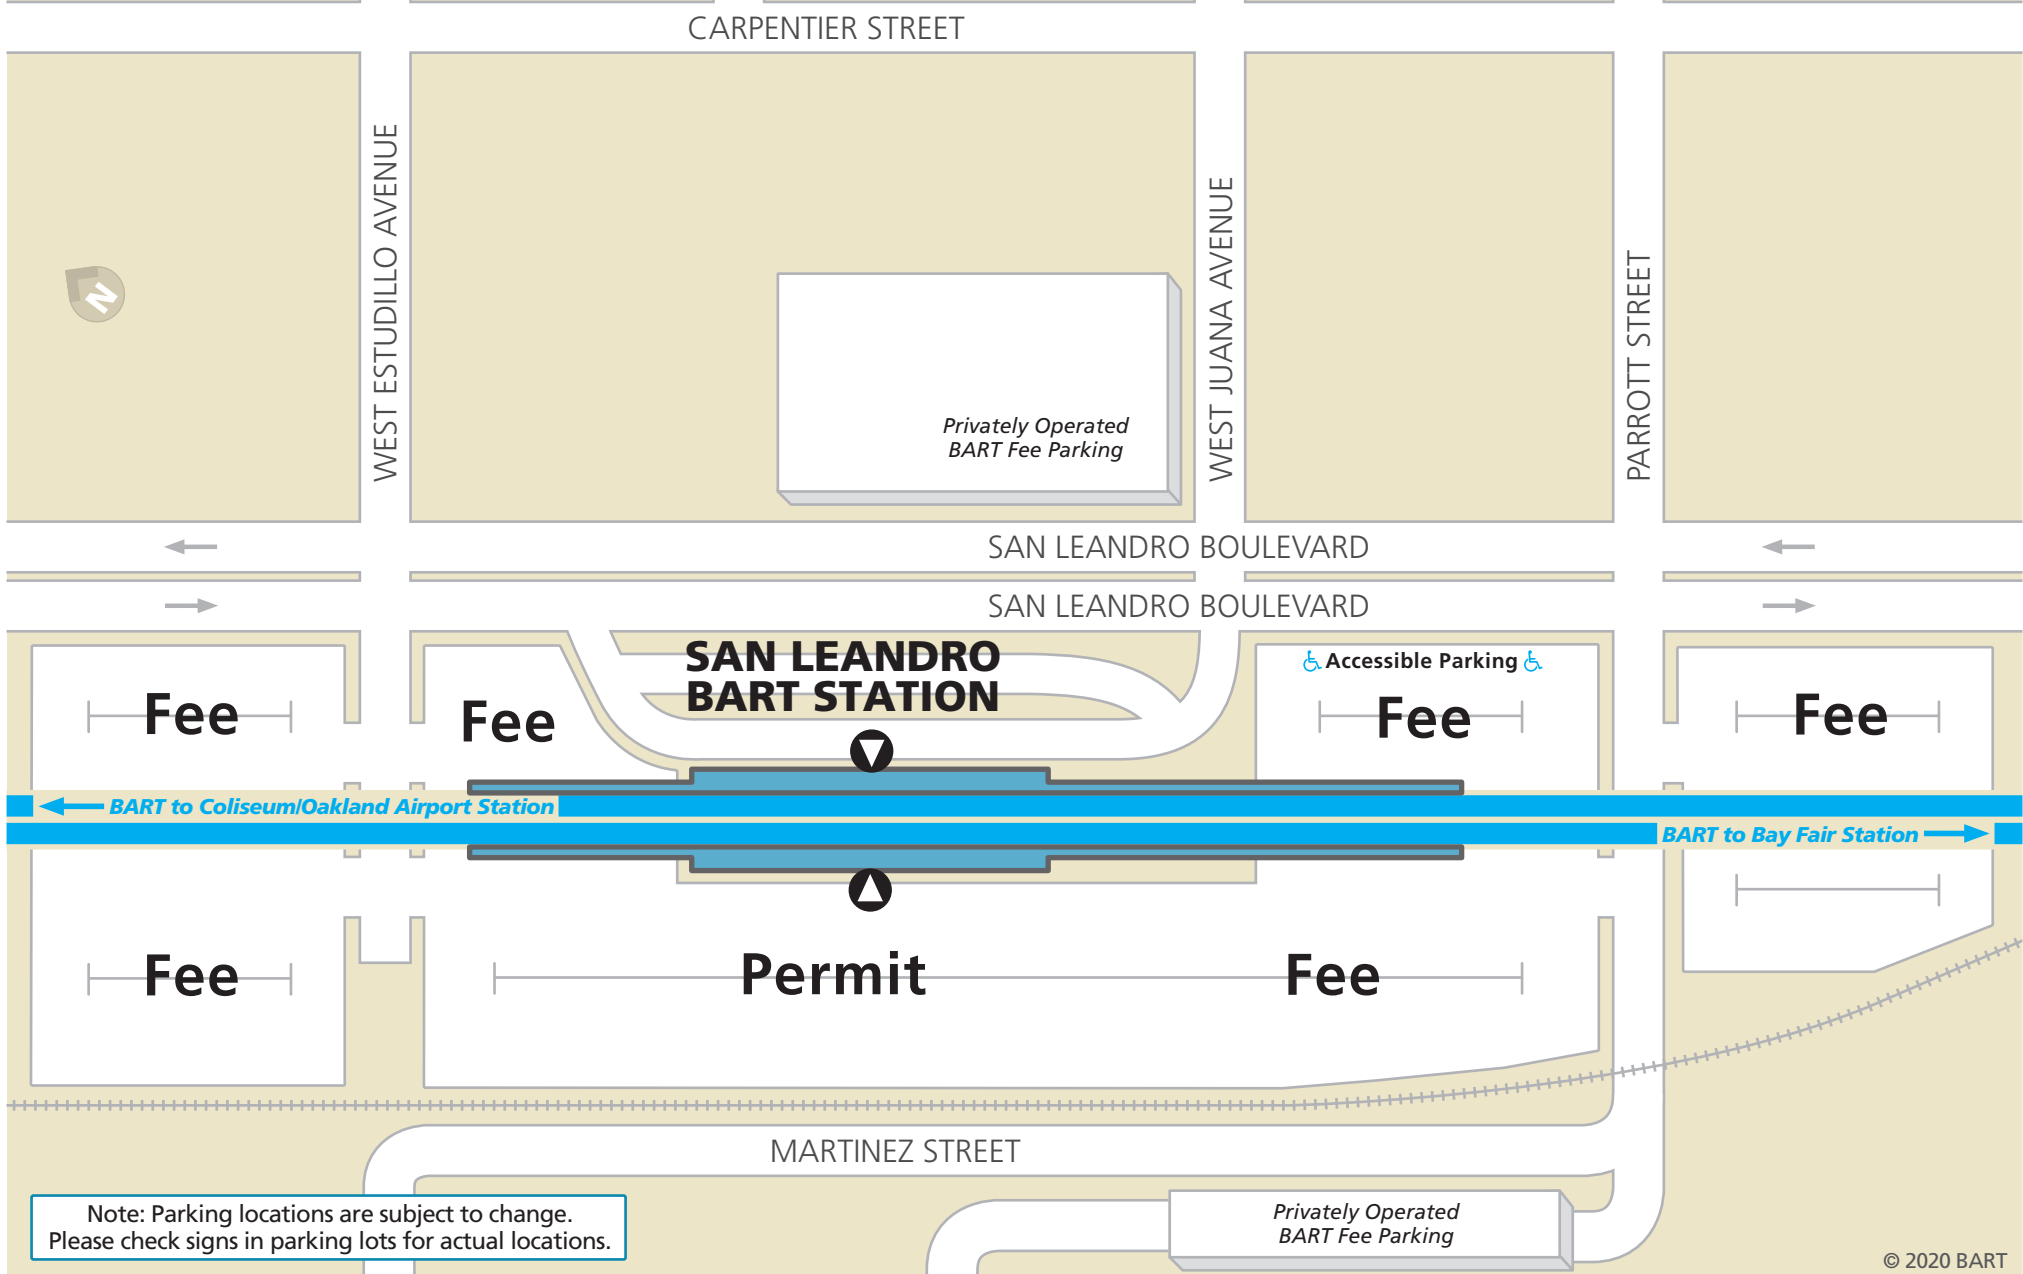 CARPENTIER STREET
WEST ESTUDILLO AVENUE
WEST JUANA AVENUE
PARROTT STREET
N
Privately Operated
BART Fee Parking
SAN LEANDRO BOULEVARD
SAN LEANDRO BOULEVARD
SAN LEANDRO
BART STATION
Accessible Parking
Fee
Fee
Fee
Fee
BART to Coliseum/Oakland Airport Station
BART to Bay Fair Station
Fee
Permit
Fee
MARTINEZ STREET
Note: Parking locations are subject to change.
Please check signs in parking lots for actual locations.
Privately Operated
BART Fee Parking
© 2020 BART